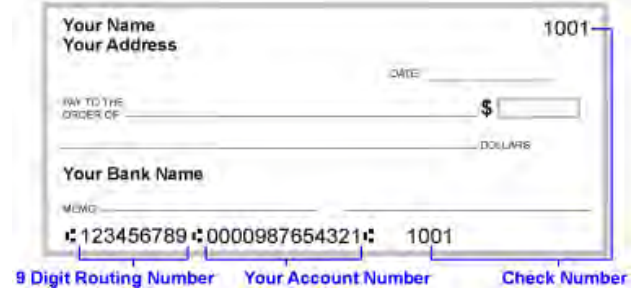 Your Name 1001
Your Address
DATE
PAY TO THE
ORDER OF $
DOLLARS
Your Bank Name
MEMO
⑆123456789⑆0000987654321⑆ 1001
9 Digit Routing Number Your Account Number Check Number